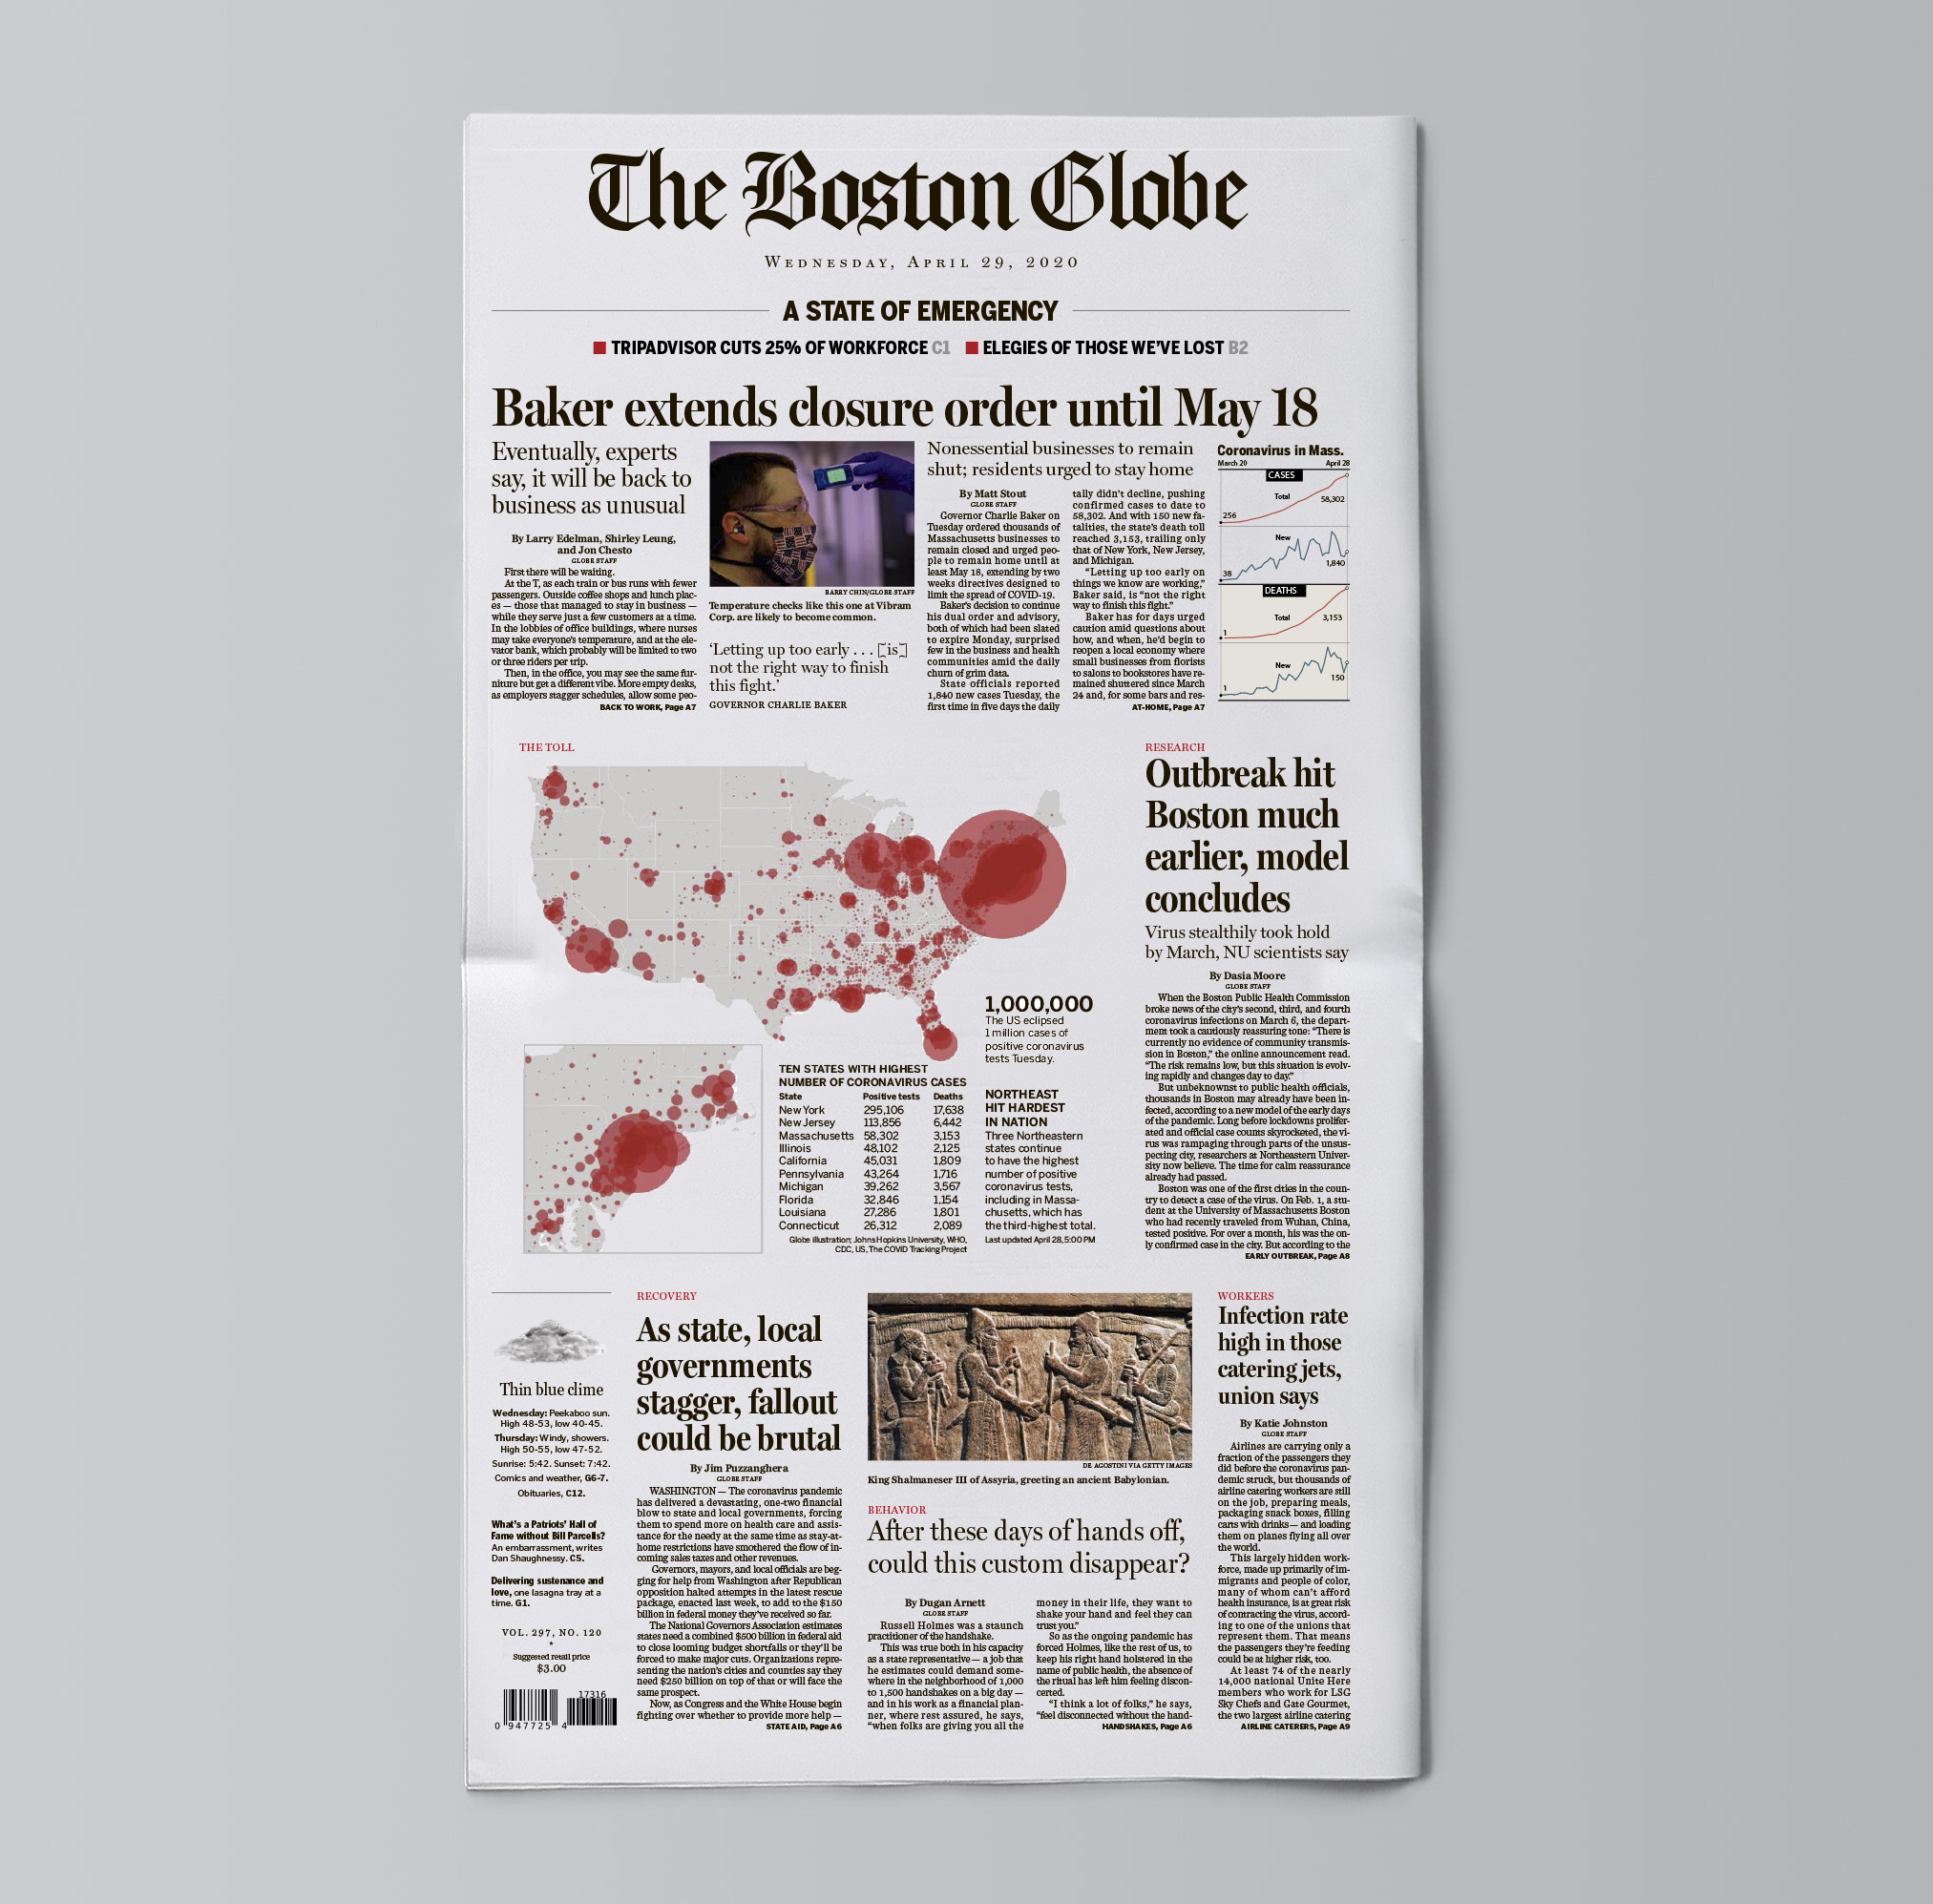 The Boston Globe
WEDNESDAY, APRIL 29, 2020
A STATE OF EMERGENCY
TRIPADVISOR CUTS 25% OF WORKFORCE C1 ELEGIES OF THOSE WE'VE LOST B2
Baker extends closure order until May 18
Eventually, experts
say, it will be back to
business as unusual
By Larry Edelman, Shirley Leung,
and Jon Chesto
GLOBE STAFF
First there will be waiting.
At the T, as each train or bus runs with fewer
passengers. Outside coffee shops and lunch plac-
es — those that managed to stay in business —
while they serve just a few customers at a time.
In the lobbies of office buildings, where nurses
may take everyone's temperature, and at the ele-
vator bank, which probably will be limited to two
or three riders per trip.
Then, in the office, you may see the same fur-
niture but get a different vibe. More empty desks,
as employers stagger schedules, allow some peo-
BACK TO WORK, Page A7
BARRY CHIN/GLOBE STAFF
Temperature checks like this one at Vibram
Corp. are likely to become common.
'Letting up too early . . . [is]
not the right way to finish
this fight.'
GOVERNOR CHARLIE BAKER
Nonessential businesses to remain
shut; residents urged to stay home
By Matt Stout
GLOBE STAFF
Governor Charlie Baker on
Tuesday ordered thousands of
Massachusetts businesses to
remain closed and urged peo-
ple to remain home until at
least May 18, extending by two
weeks directives designed to
limit the spread of COVID-19.
Baker's decision to continue
his dual order and advisory,
both of which had been slated
to expire Monday, surprised
few in the business and health
communities amid the daily
churn of grim data.
State officials reported
1,840 new cases Tuesday, the
first time in five days the daily
tally didn't decline, pushing
confirmed cases to date to
58,302. And with 150 new fa-
talities, the state's death toll
reached 3,153, trailing only
that of New York, New Jersey,
and Michigan.
"Letting up too early on
things we know are working,"
Baker said, is "not the right
way to finish this fight."
Baker has for days urged
caution amid questions about
how, and when, he'd begin to
reopen a local economy where
small businesses from florists
to salons to bookstores have re-
mained shuttered since March
24 and, for some bars and res-
AT-HOME, Page A7
Coronavirus in Mass.
March 20 April 28
CASES
Total
58,302
256
New
1,840
38
DEATHS
Total
3,153
1
New
150
1
THE TOLL
1,000,000
The US eclipsed
1 million cases of
positive coronavirus
tests Tuesday.
TEN STATES WITH HIGHEST
NUMBER OF CORONAVIRUS CASES
State Positive tests Deaths
New York 295,106 17,638
New Jersey 113,856 6,442
Massachusetts 58,302 3,153
Illinois 48,102 2,125
California 45,031 1,809
Pennsylvania 43,264 1,716
Michigan 39,262 3,567
Florida 32,846 1,154
Louisiana 27,286 1,801
Connecticut 26,312 2,089
Globe illustration; Johns Hopkins University, WHO,
CDC, US, The COVID Tracking Project
NORTHEAST
HIT HARDEST
IN NATION
Three Northeastern
states continue
to have the highest
number of positive
coronavirus tests,
including in Massa-
chusetts, which has
the third-highest total.
Last updated April 28, 5:00 PM
RESEARCH
Outbreak hit
Boston much
earlier, model
concludes
Virus stealthily took hold
by March, NU scientists say
By Dasia Moore
GLOBE STAFF
When the Boston Public Health Commission
broke news of the city's second, third, and fourth
coronavirus infections on March 6, the depart-
ment took a cautiously reassuring tone: "There is
currently no evidence of community transmis-
sion in Boston," the online announcement read.
"The risk remains low, but this situation is evolv-
ing rapidly and changes day to day."
But unbeknownst to public health officials,
thousands in Boston may already have been in-
fected, according to a new model of the early days
of the pandemic. Long before lockdowns prolifer-
ated and official case counts skyrocketed, the vi-
rus was rampaging through parts of the unsus-
pecting city, researchers at Northeastern Univer-
sity now believe. The time for calm reassurance
already had passed.
Boston was one of the first cities in the coun-
try to detect a case of the virus. On Feb. 1, a stu-
dent at the University of Massachusetts Boston
who had recently traveled from Wuhan, China,
tested positive. For over a month, his was the on-
ly confirmed case in the city. But according to the
EARLY OUTBREAK, Page A8
Thin blue clime
Wednesday: Peekaboo sun.
High 48-53, low 40-45.
Thursday: Windy, showers.
High 50-55, low 47-52.
Sunrise: 5:42. Sunset: 7:42.
Comics and weather, G6-7.
Obituaries, C12.
What's a Patriots' Hall of
Fame without Bill Parcells?
An embarrassment, writes
Dan Shaughnessy. C5.
Delivering sustenance and
love, one lasagna tray at a
time. G1.
VOL. 297, NO. 120
*
Suggested retail price
$3.00
17316
0 947725 4
RECOVERY
As state, local
governments
stagger, fallout
could be brutal
By Jim Puzzanghera
GLOBE STAFF
WASHINGTON — The coronavirus pandemic
has delivered a devastating, one-two financial
blow to state and local governments, forcing
them to spend more on health care and assis-
tance for the needy at the same time as stay-at-
home restrictions have smothered the flow of in-
coming sales taxes and other revenues.
Governors, mayors, and local officials are beg-
ging for help from Washington after Republican
opposition halted attempts in the latest rescue
package, enacted last week, to add to the $150
billion in federal money they've received so far.
The National Governors Association estimates
states need a combined $500 billion in federal aid
to close looming budget shortfalls or they'll be
forced to make major cuts. Organizations repre-
senting the nation's cities and counties say they
need $250 billion on top of that or will face the
same prospect.
Now, as Congress and the White House begin
fighting over whether to provide more help —
STATE AID, Page A6
DE AGOSTINI VIA GETTY IMAGES
King Shalmaneser III of Assyria, greeting an ancient Babylonian.
BEHAVIOR
After these days of hands off,
could this custom disappear?
By Dugan Arnett
GLOBE STAFF
Russell Holmes was a staunch
practitioner of the handshake.
This was true both in his capacity
as a state representative — a job that
he estimates could demand some-
where in the neighborhood of 1,000
to 1,500 handshakes on a big day —
and in his work as a financial plan-
ner, where rest assured, he says,
"when folks are giving you all the
money in their life, they want to
shake your hand and feel they can
trust you."
So as the ongoing pandemic has
forced Holmes, like the rest of us, to
keep his right hand holstered in the
name of public health, the absence of
the ritual has left him feeling discon-
certed.
"I think a lot of folks," he says,
"feel disconnected without the hand-
HANDSHAKES, Page A6
WORKERS
Infection rate
high in those
catering jets,
union says
By Katie Johnston
GLOBE STAFF
Airlines are carrying only a
fraction of the passengers they
did before the coronavirus pan-
demic struck, but thousands of
airline catering workers are still
on the job, preparing meals,
packaging snack boxes, filling
carts with drinks — and loading
them on planes flying all over
the world.
This largely hidden work-
force, made up primarily of im-
migrants and people of color,
many of whom can't afford
health insurance, is at great risk
of contracting the virus, accord-
ing to one of the unions that
represent them. That means
the passengers they're feeding
could be at higher risk, too.
At least 74 of the nearly
14,000 national Unite Here
members who work for LSG
Sky Chefs and Gate Gourmet,
the two largest airline catering
AIRLINE CATERERS, Page A9